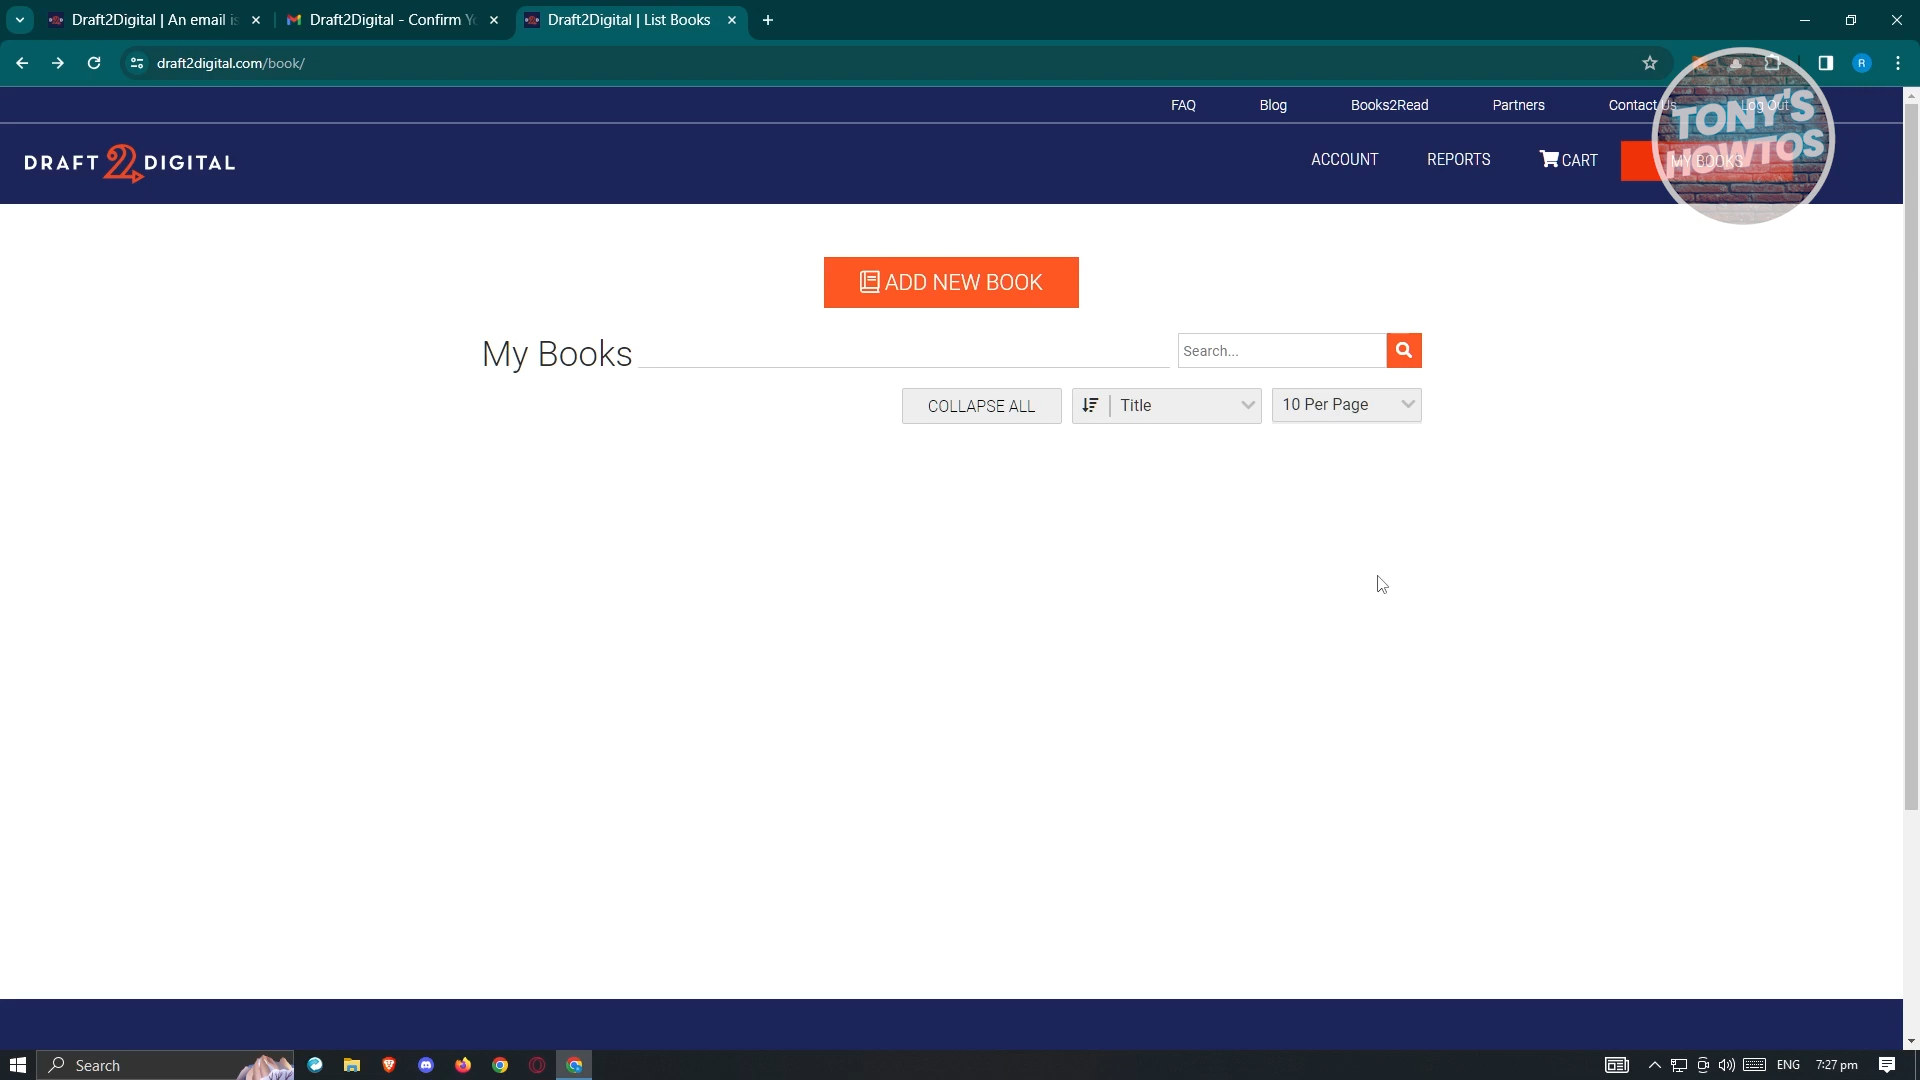 Draft2Digital | An email is
Draft2Digital - Confirm Yo
Draft2Digital | List Books
draft2digital.com/book/
R
FAQ
Blog
Books2Read
Partners
Contact Us
Log Out
DRAFT 2 DIGITAL
ACCOUNT
REPORTS
CART
MY BOOKS
TONY'S
HOWTOS
ADD NEW BOOK
My Books
Search...
COLLAPSE ALL
Title
10 Per Page
Search
ENG
7:27 pm